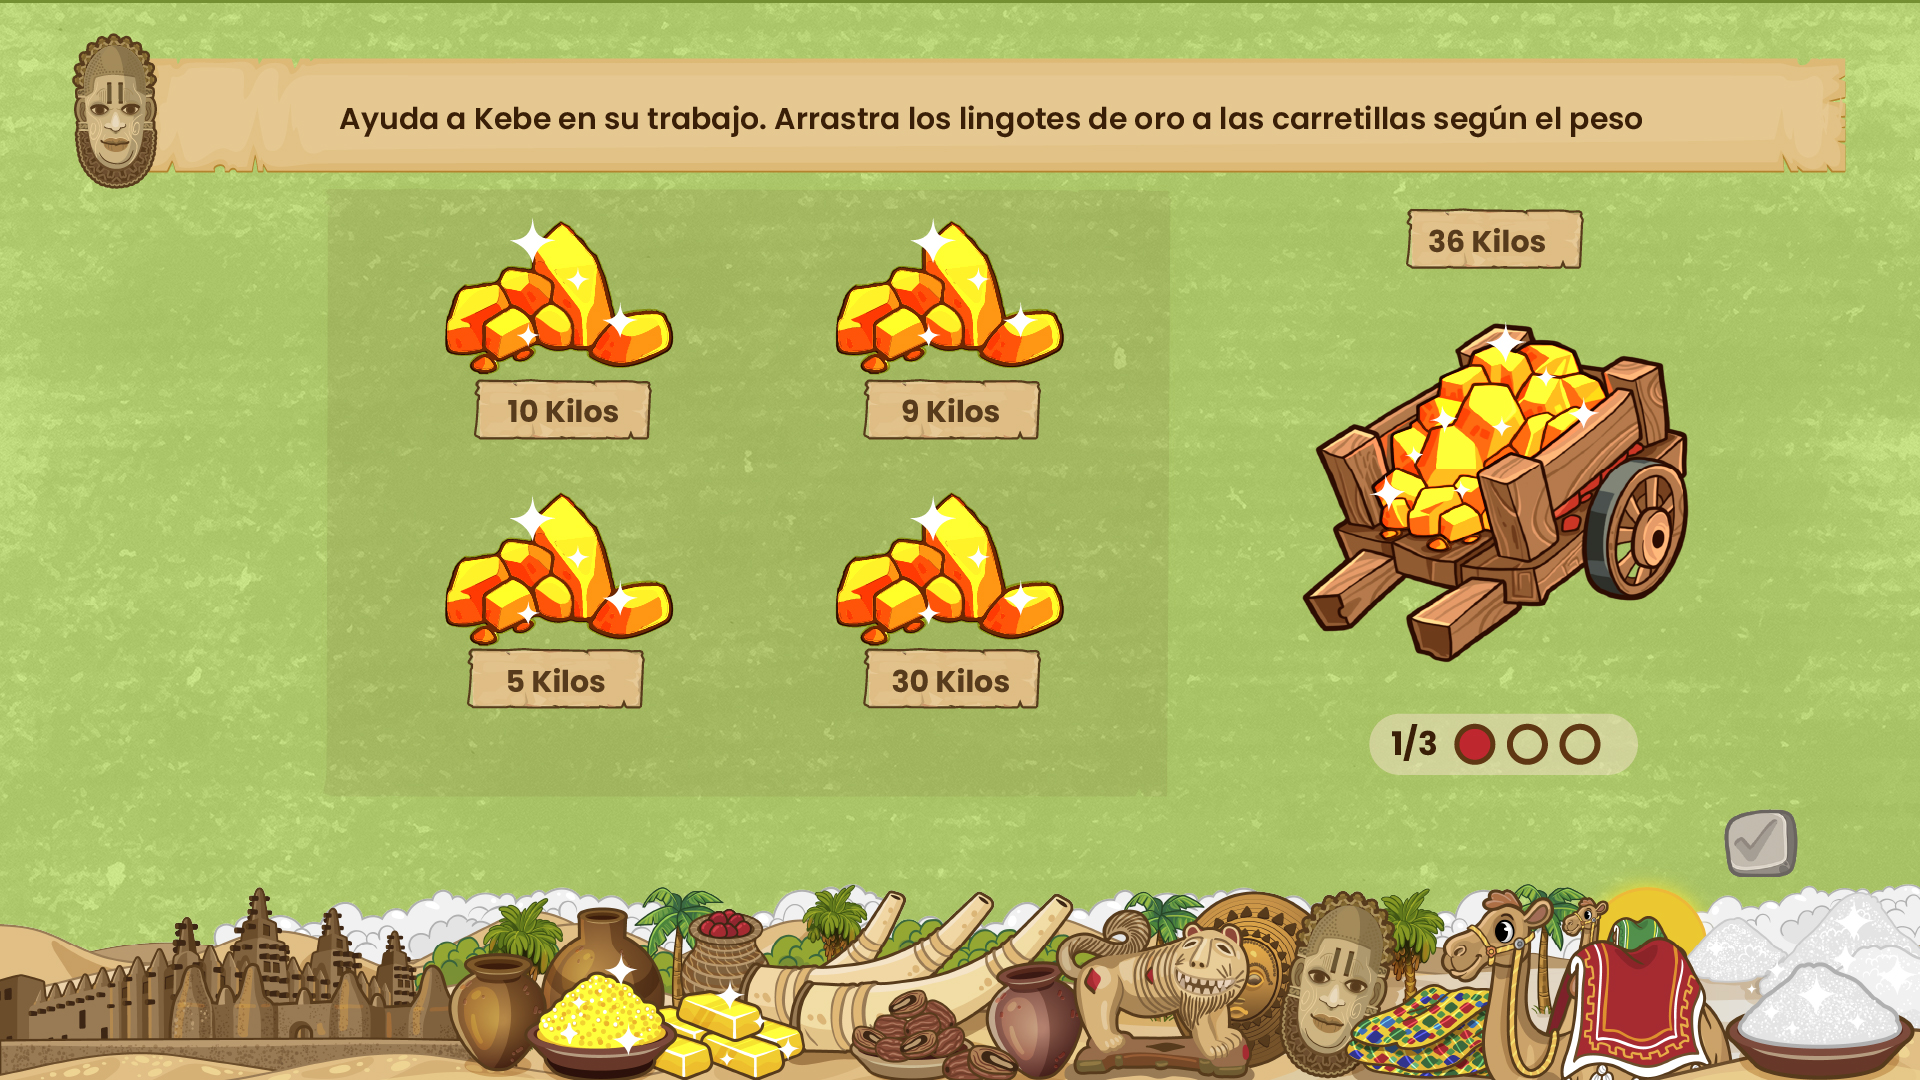 Ayuda a Kebe en su trabajo. Arrastra los lingotes de oro a las carretillas según el peso
36 Kilos
10 Kilos
9 Kilos
5 Kilos
30 Kilos
1/3